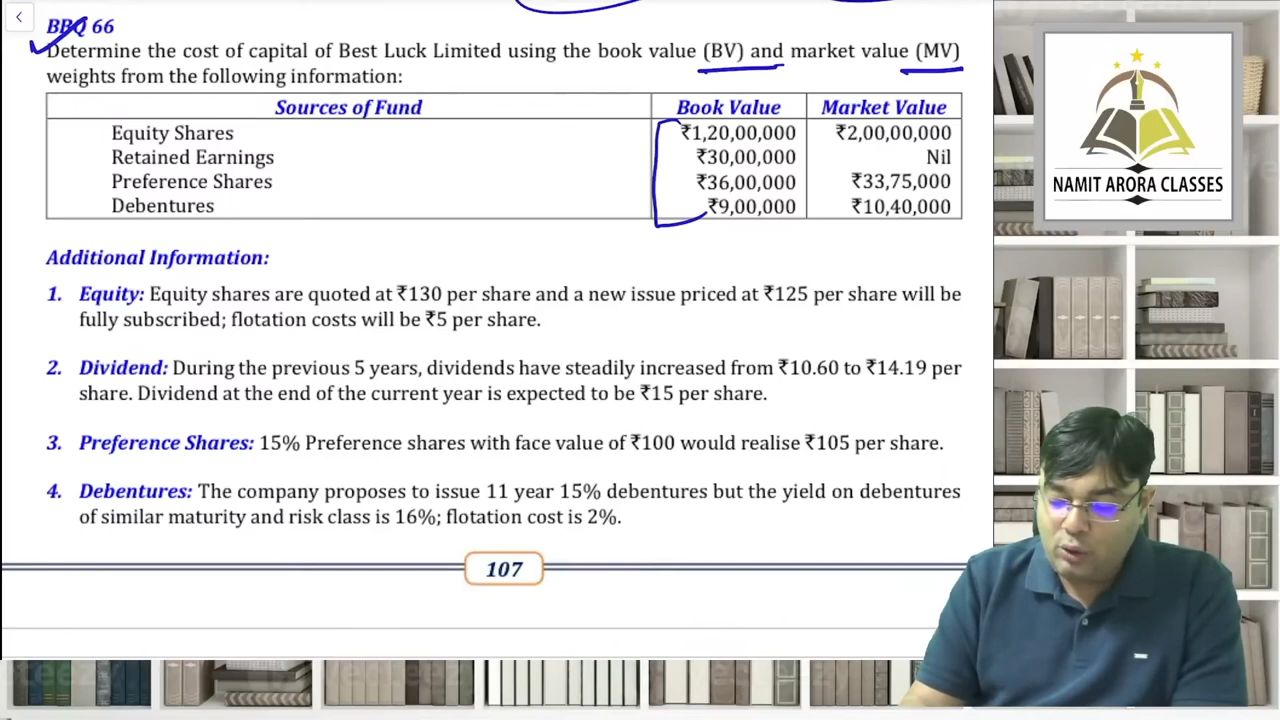 BBQ 66
Determine the cost of capital of Best Luck Limited using the book value (BV) and market value (MV)
weights from the following information:
Sources of Fund Book Value Market Value
Equity Shares ₹1,20,00,000 ₹2,00,00,000
Retained Earnings ₹30,00,000 Nil
Preference Shares ₹36,00,000 ₹33,75,000
Debentures ₹9,00,000 ₹10,40,000
NAMIT ARORA CLASSES
Additional Information:
1. Equity: Equity shares are quoted at ₹130 per share and a new issue priced at ₹125 per share will be
fully subscribed; flotation costs will be ₹5 per share.
2. Dividend: During the previous 5 years, dividends have steadily increased from ₹10.60 to ₹14.19 per
share. Dividend at the end of the current year is expected to be ₹15 per share.
3. Preference Shares: 15% Preference shares with face value of ₹100 would realise ₹105 per share.
4. Debentures: The company proposes to issue 11 year 15% debentures but the yield on debentures
of similar maturity and risk class is 16%; flotation cost is 2%.
107